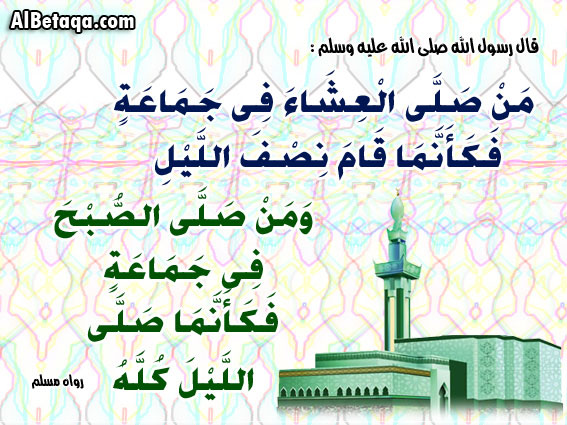 AlBetaqa.com
قال رسول الله صلى الله عليه وسلم :
مَنْ صَلَّى الْعِشَاءَ فِى جَمَاعَةٍ
فَكَأَنَّمَا قَامَ نِصْفَ اللَّيْلِ
وَمَنْ صَلَّى الصُّبْحَ
فِى جَمَاعَةٍ
فَكَأَنَّمَا صَلَّى
اللَّيْلَ كُلَّهُ
رواه مسلم